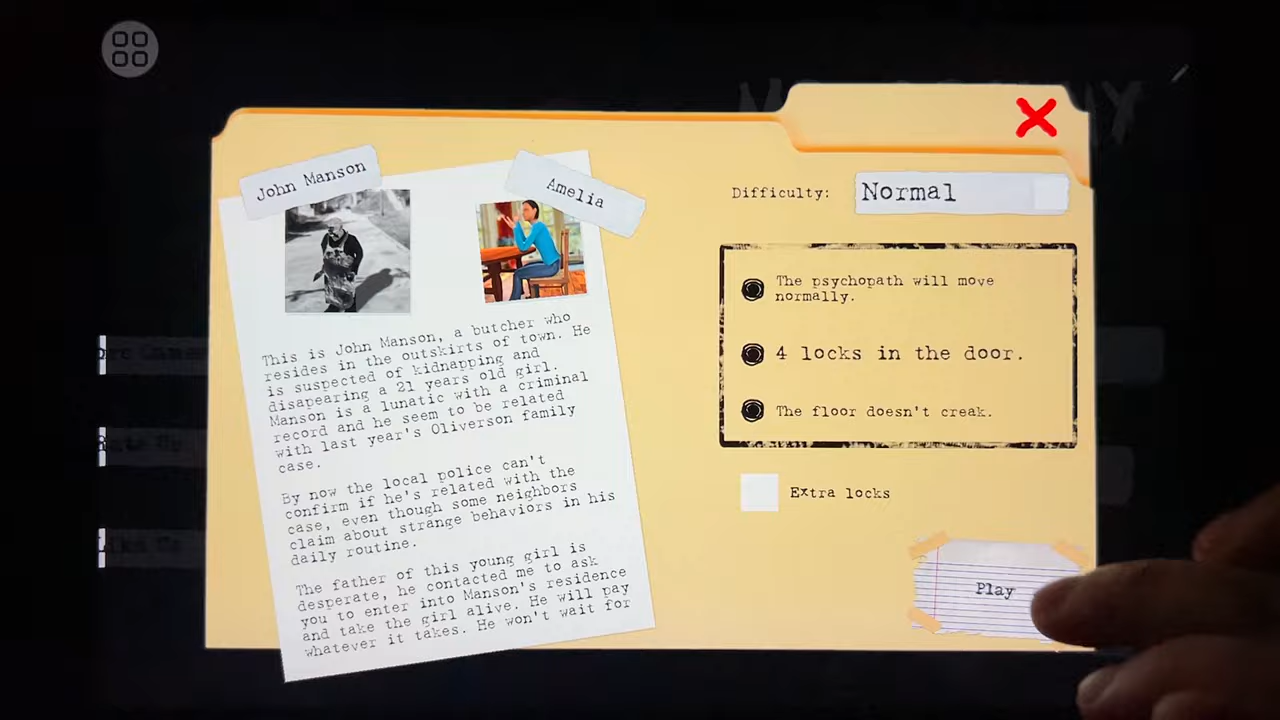 John Manson
Amelia
This is John Manson, a butcher who
resides in the outskirts of town. He
is suspected of kidnapping and
disapearing a 21 years old girl.
Manson is a lunatic with a criminal
record and he seem to be related
with last year's Oliverson family
case.
By now the local police can't
confirm if he's related with the
case, even though some neighbors
claim about strange behaviors in his
daily routine.
The father of this young girl is
desperate, he contacted me to ask
you to enter into Manson's residence
and take the girl alive. He will pay
whatever it takes. He won't wait for
Difficulty: Normal
The psychopath will move
normally.
4 locks in the door.
The floor doesn't creak.
Extra locks
Play